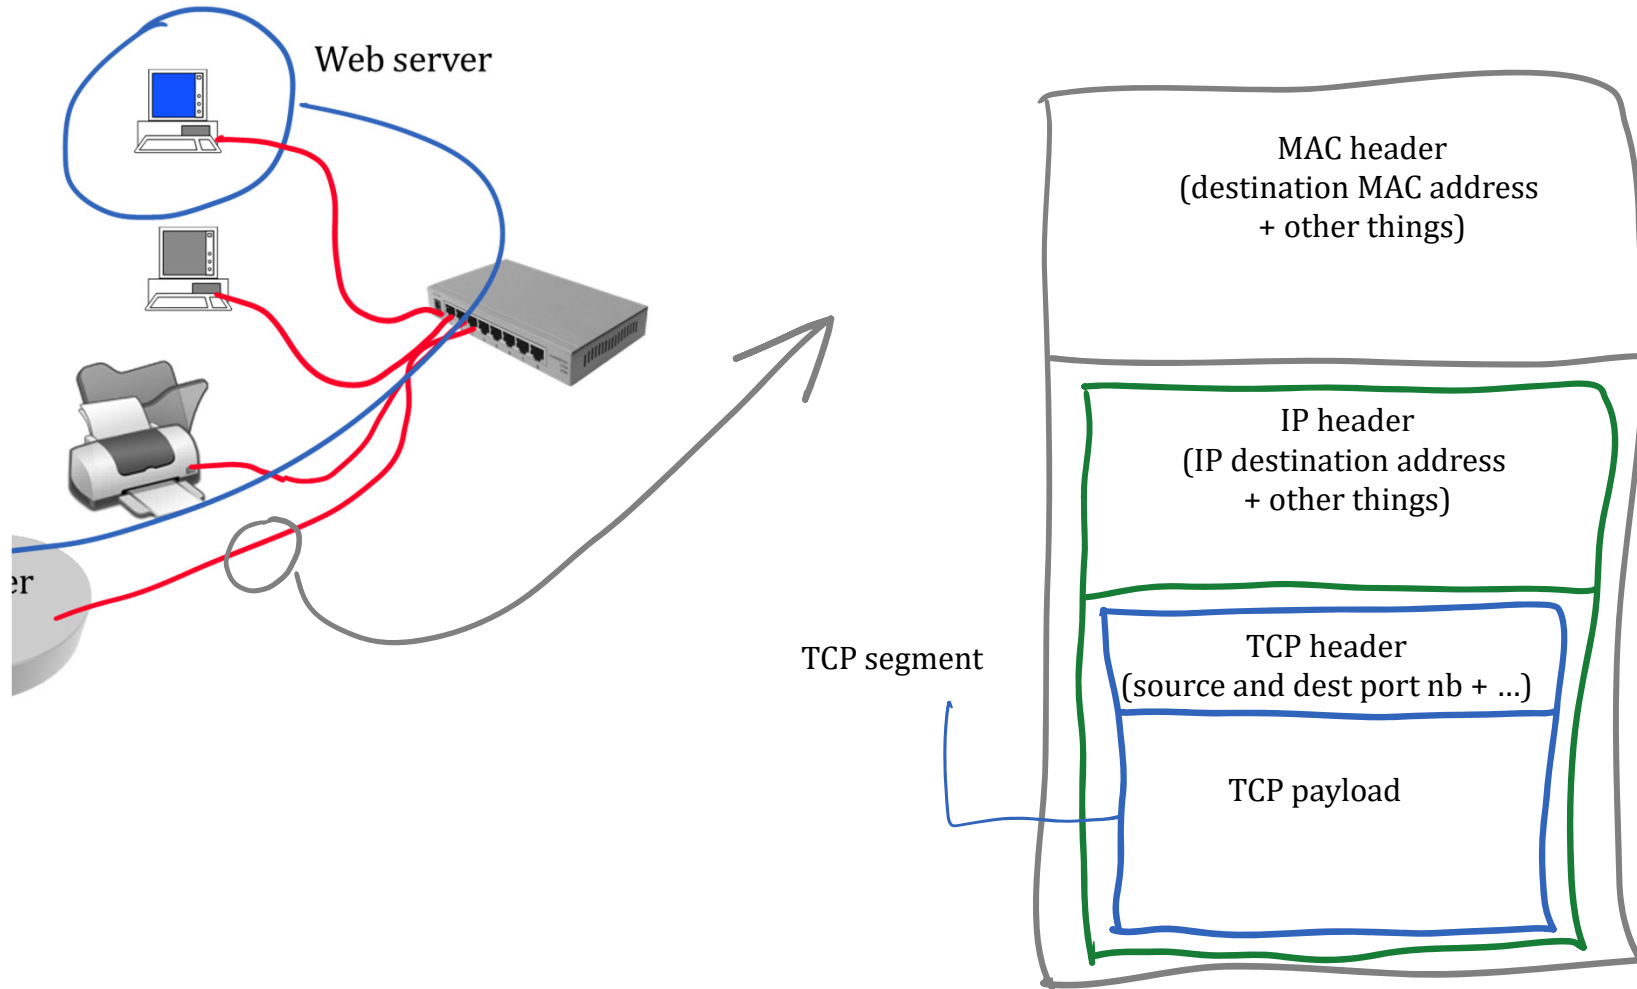 Web server
MAC header
(destination MAC address
+ other things)
IP header
(IP destination address
+ other things)
er
TCP header
(source and dest port nb + ...)
TCP segment
TCP payload